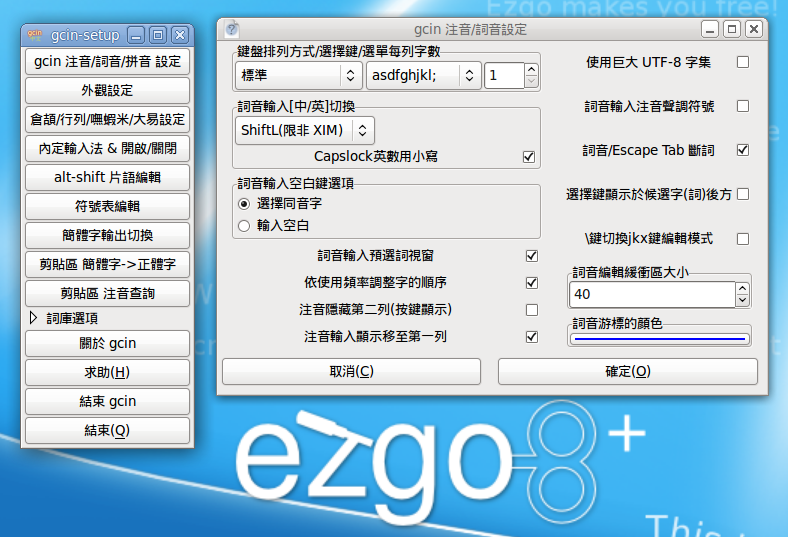 Ezgo makes you free!
gcin-setup
gcin 注音/詞音/拼音 設定
外觀設定
倉頡/行列/嘸蝦米/大易設定
內定輸入法 & 開啟/關閉
alt-shift 片語編輯
符號表編輯
簡體字輸出切換
剪貼區 簡體字->正體字
剪貼區 注音查詢
詞庫選項
關於 gcin
求助(H)
結束 gcin
結束(Q)
gcin 注音/詞音設定
鍵盤排列方式/選擇鍵/選單每列字數
標準
asdfghjkl;
1
詞音輸入[中/英]切換
ShiftL(限非 XIM)
Capslock英數用小寫
詞音輸入空白鍵選項
選擇同音字
輸入空白
詞音輸入預選詞視窗
依使用頻率調整字的順序
注音隱藏第二列(按鍵顯示)
注音輸入顯示移至第一列
使用巨大 UTF-8 字集
詞音輸入注音聲調符號
詞音/Escape Tab 斷詞
選擇鍵顯示於候選字(詞)後方
\鍵切換jkx鍵編輯模式
詞音編輯緩衝區大小
40
詞音游標的顏色
取消(C)
確定(O)
ezgo8+